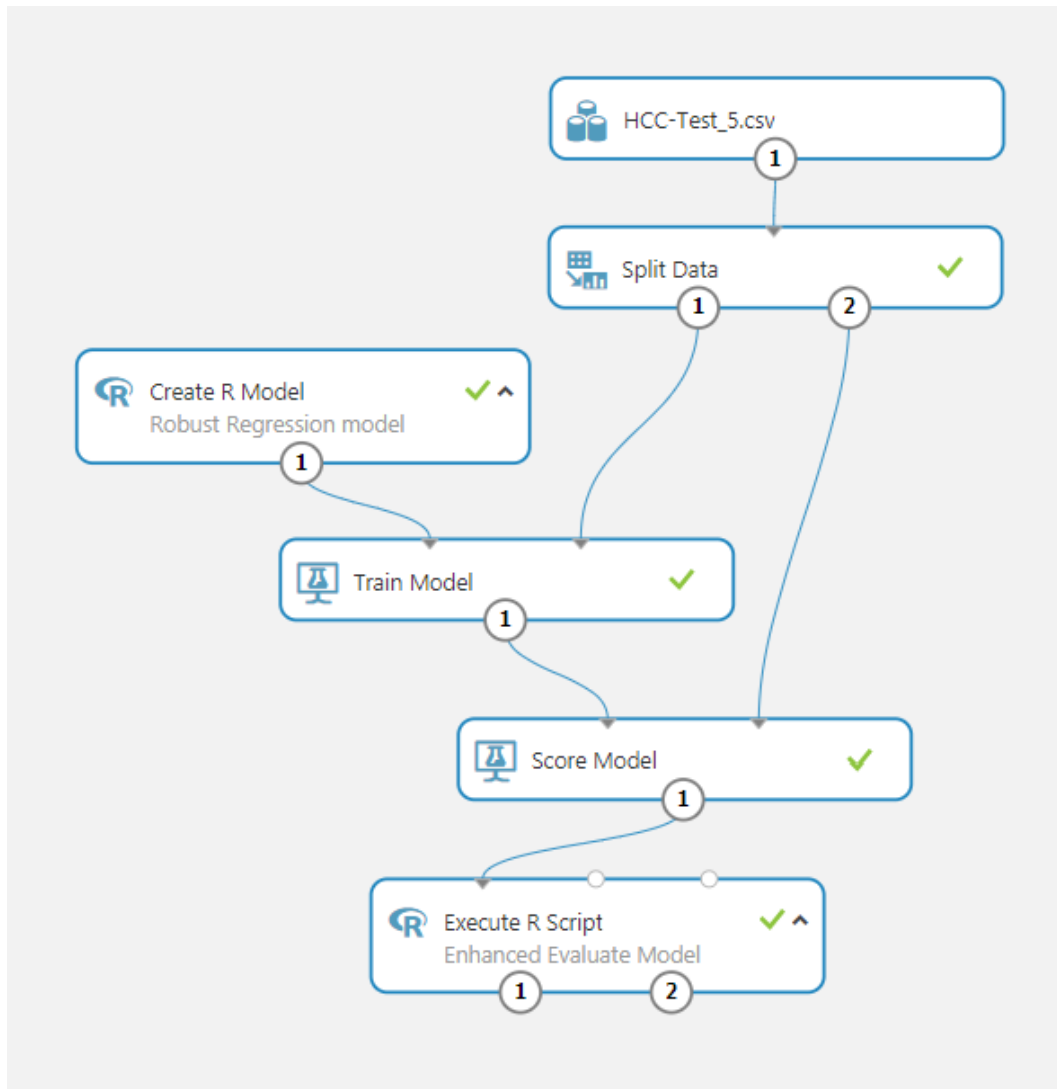 HCC-Test_5.csv
1
Split Data
1
2
Create R Model
Robust Regression model
1
Train Model
1
Score Model
1
Execute R Script
Enhanced Evaluate Model
1
2